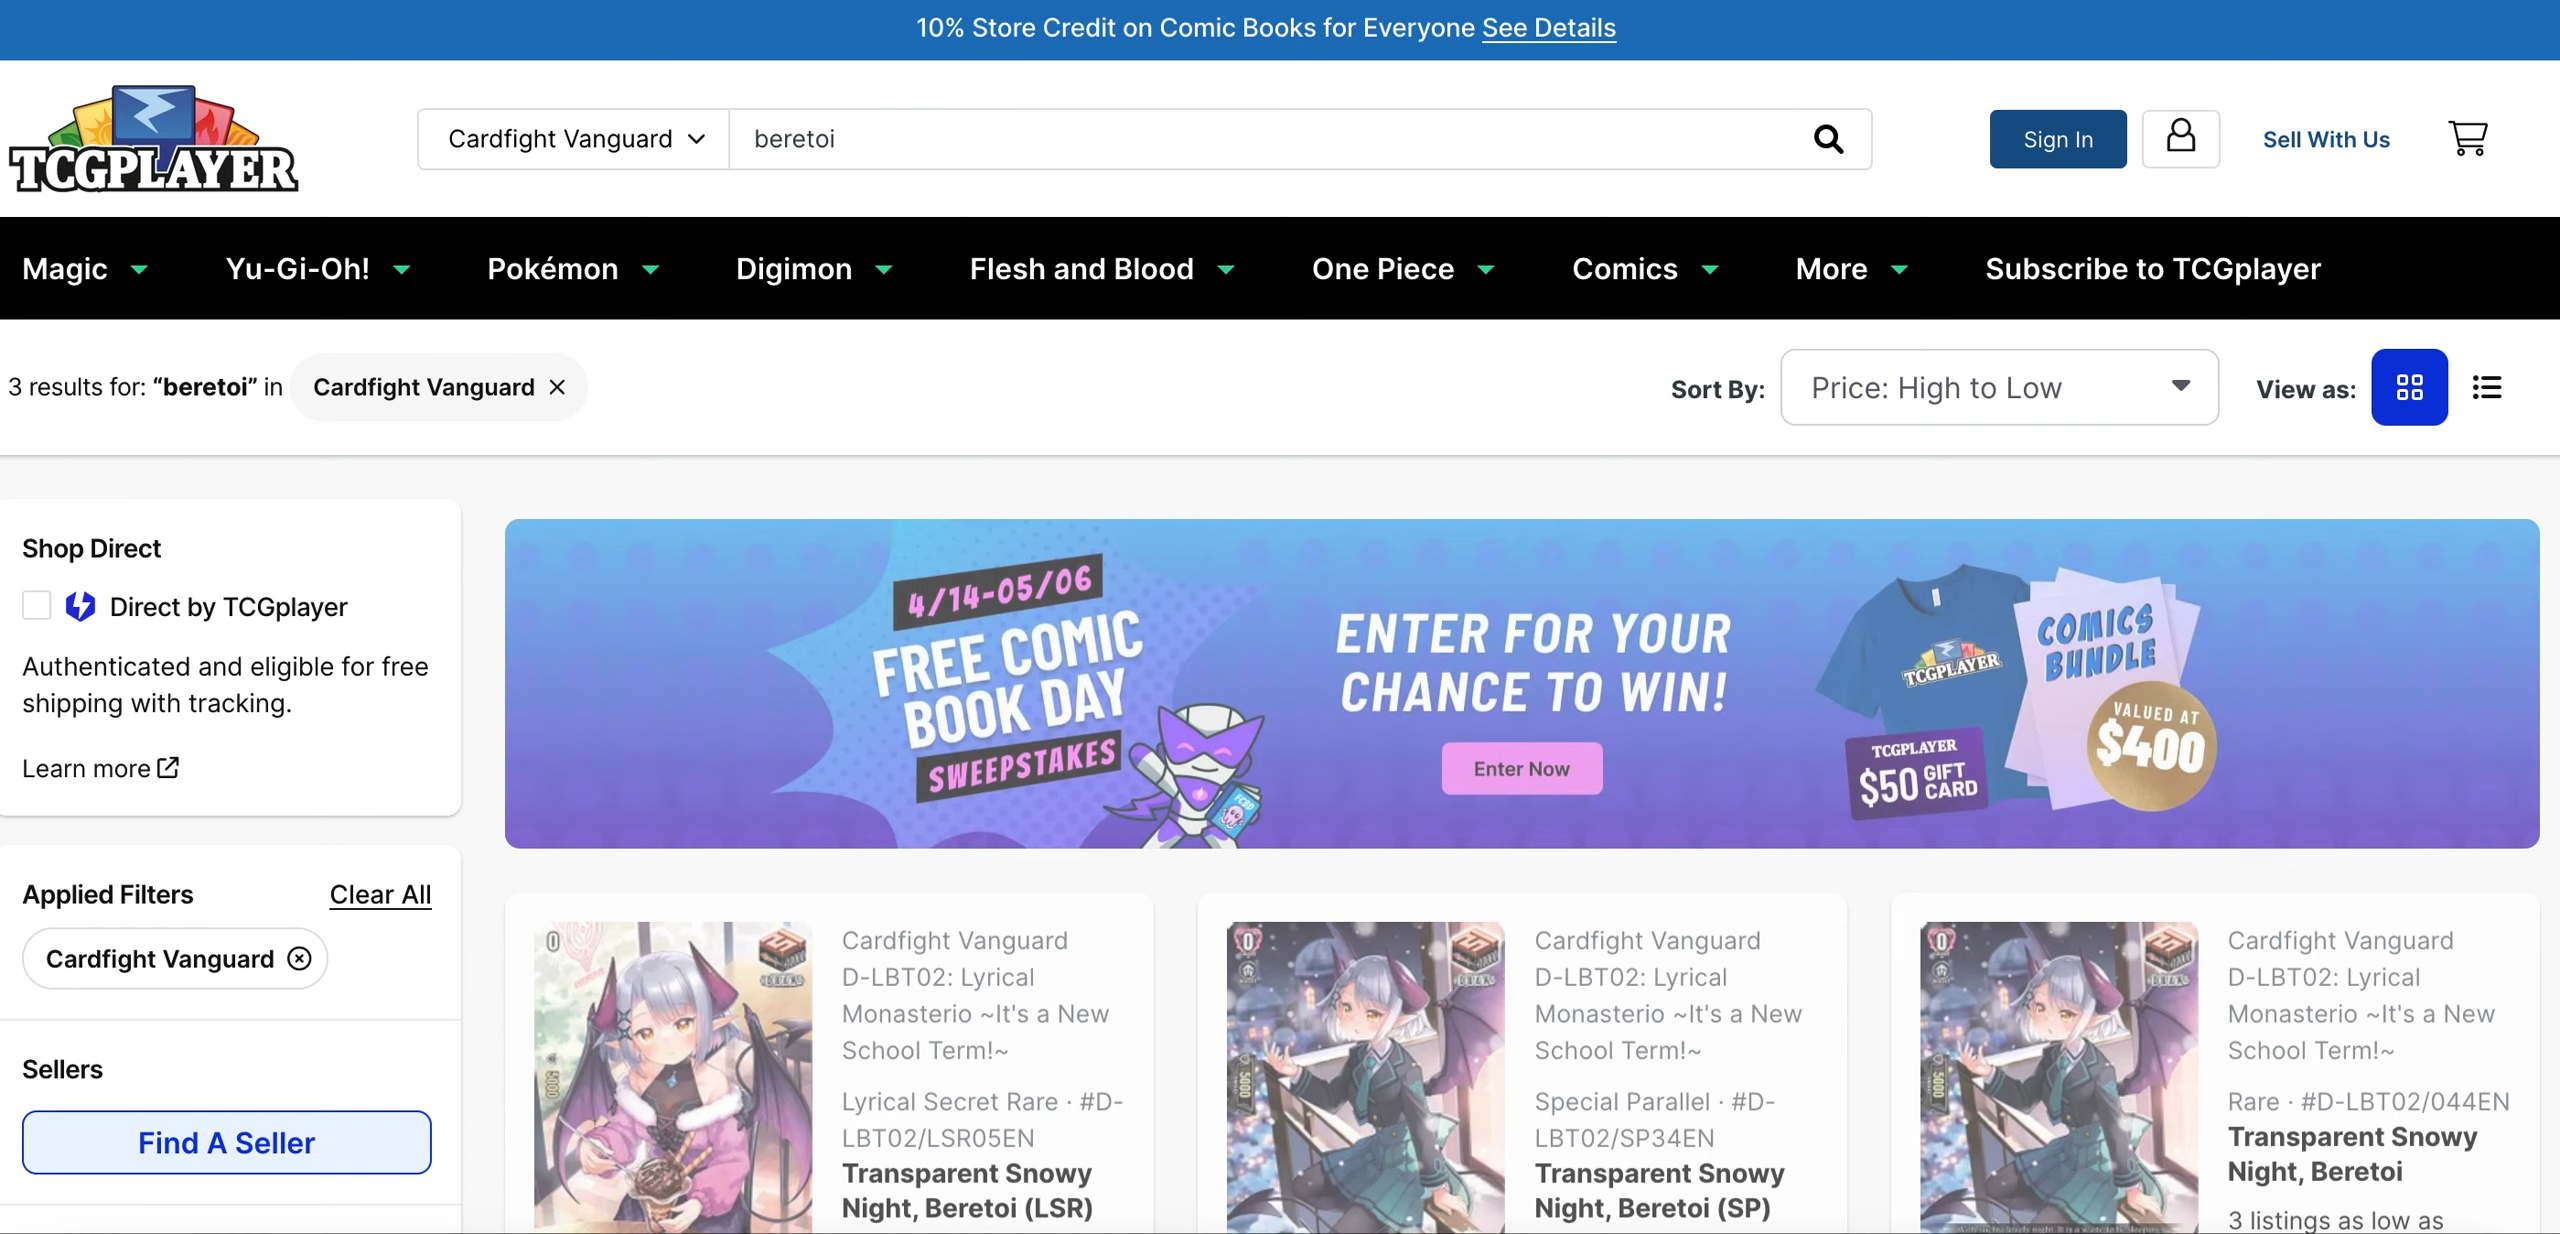 10% Store Credit on Comic Books for Everyone See Details
TCGPLAYER
Cardfight Vanguard
beretoi
Sign In
Sell With Us
Magic
Yu-Gi-Oh!
Pokémon
Digimon
Flesh and Blood
One Piece
Comics
More
Subscribe to TCGplayer
3 results for: “beretoi” in Cardfight Vanguard
Sort By: Price: High to Low
View as:
Shop Direct
Direct by TCGplayer
Authenticated and eligible for free
shipping with tracking.
Learn more
Applied Filters
Clear All
Cardfight Vanguard
Sellers
Find A Seller
4/14-05/06
FREE COMIC
BOOK DAY
SWEEPSTAKES
FCBD
ENTER FOR YOUR
CHANCE TO WIN!
Enter Now
TCGPLAYER
COMICS
BUNDLE
VALUED AT
$400
TCGPLAYER
$50 GIFT
CARD
0
5000
Cardfight Vanguard
D-LBT02: Lyrical
Monasterio ~It's a New
School Term!~
Lyrical Secret Rare · #D-
LBT02/LSR05EN
Transparent Snowy
Night, Beretoi (LSR)
0
5000
Cardfight Vanguard
D-LBT02: Lyrical
Monasterio ~It's a New
School Term!~
Special Parallel · #D-
LBT02/SP34EN
Transparent Snowy
Night, Beretoi (SP)
0
5000
Cardfight Vanguard
D-LBT02: Lyrical
Monasterio ~It's a New
School Term!~
Rare · #D-LBT02/044EN
Transparent Snowy
Night, Beretoi
3 listings as low as